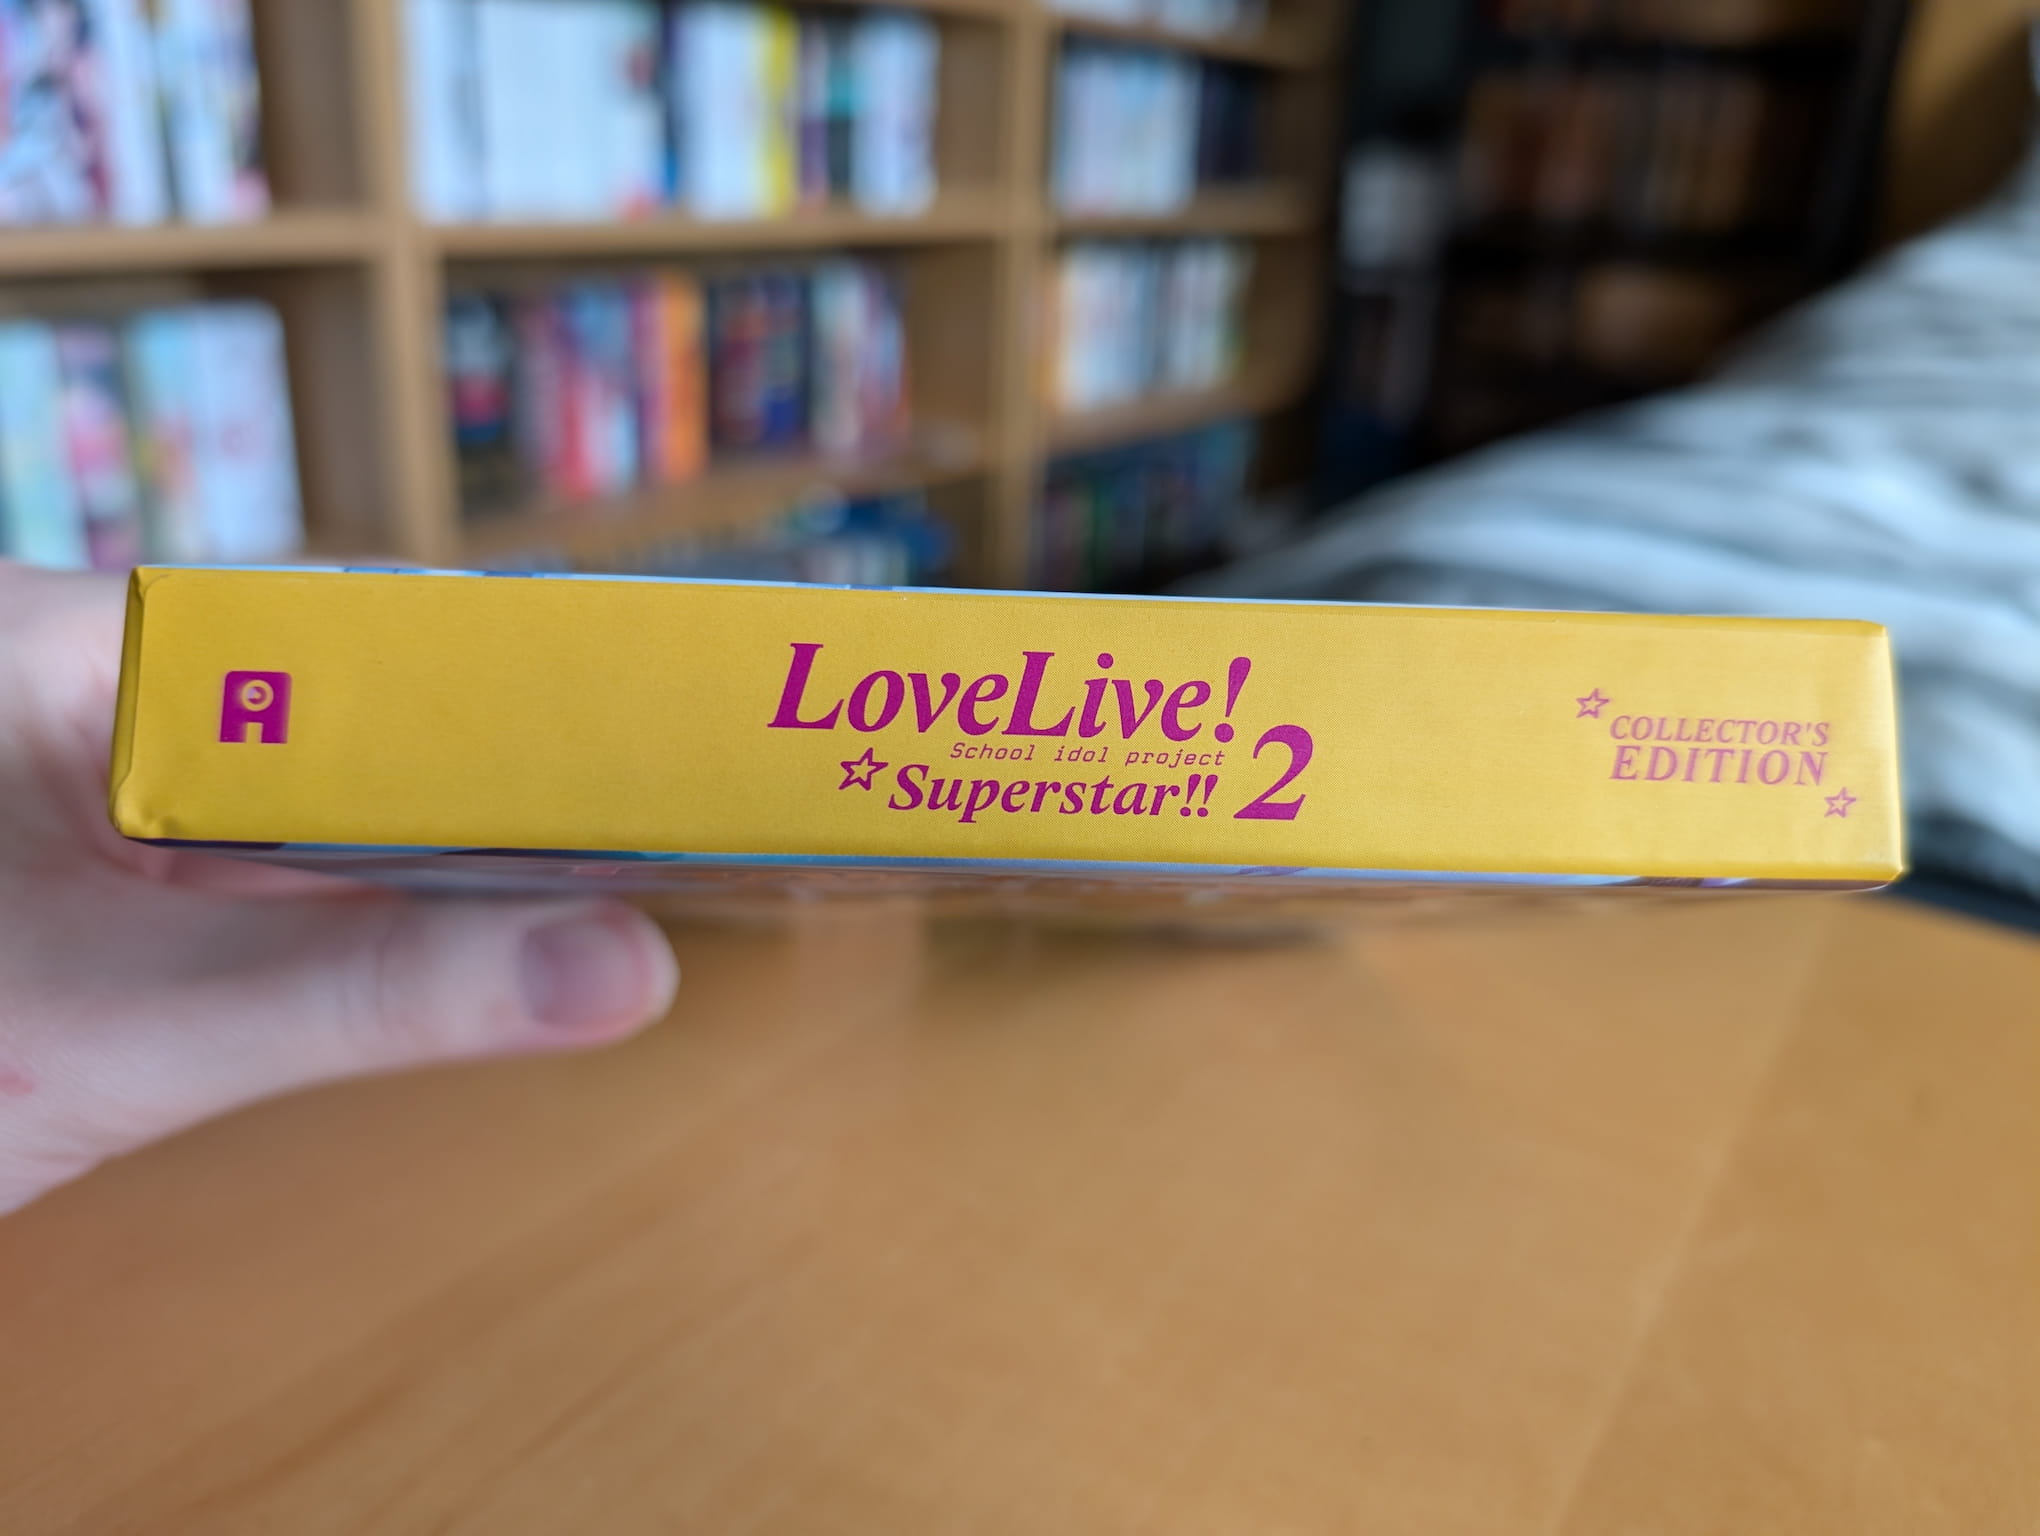 LoveLive!
School idol project
Superstar!! 2
COLLECTOR'S
EDITION